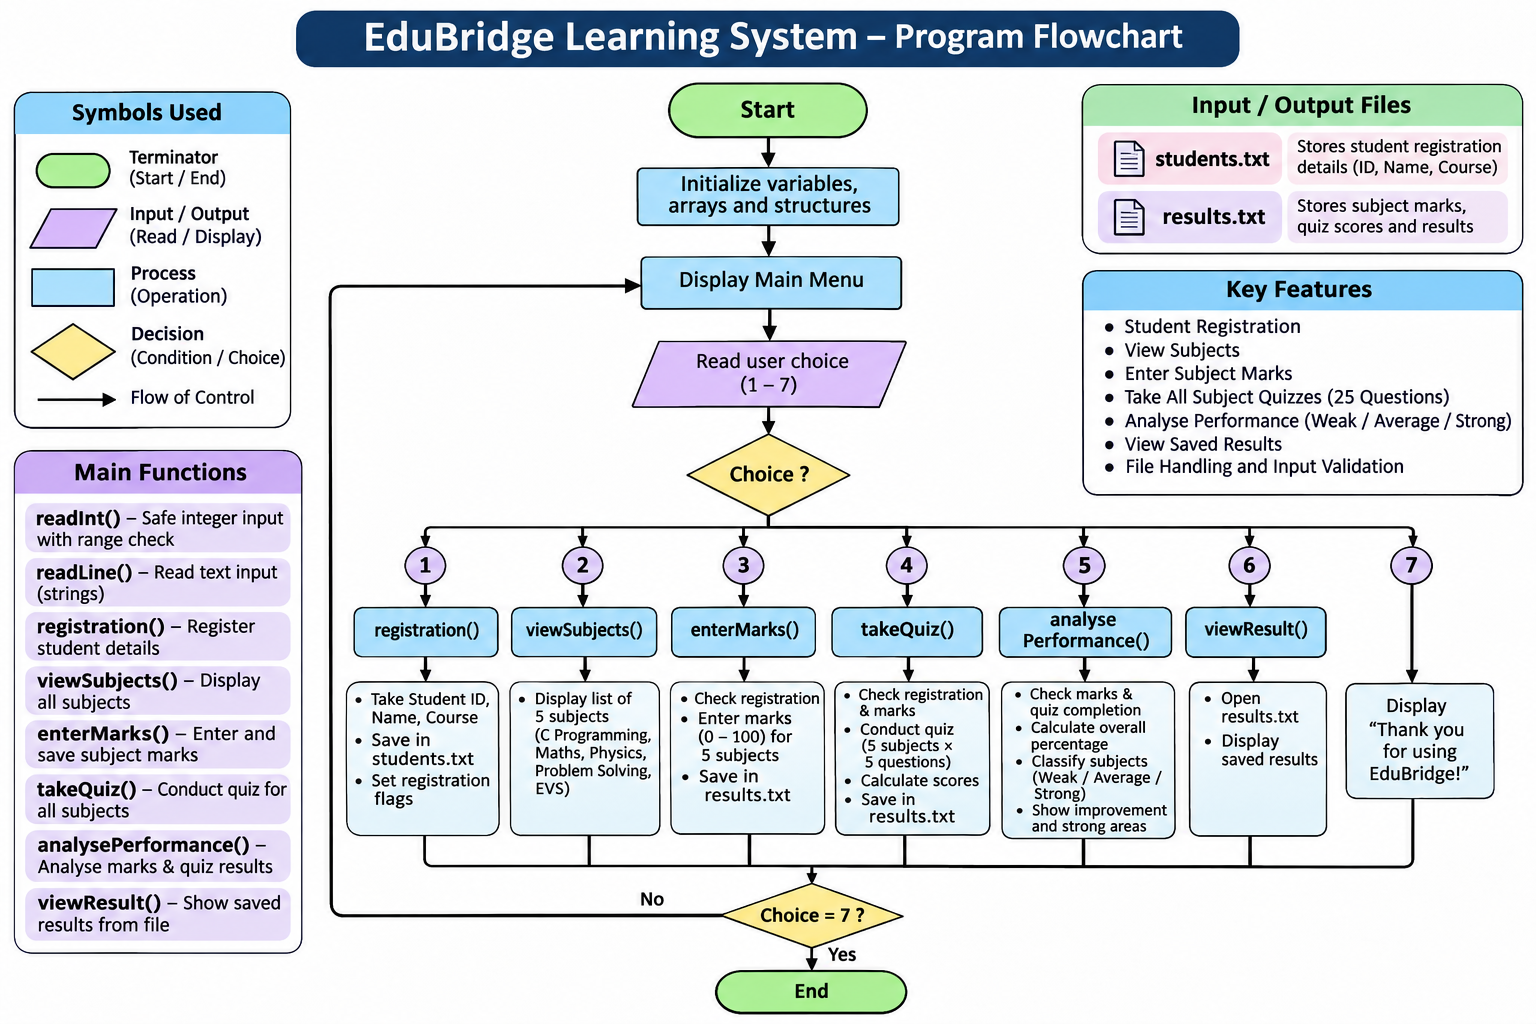 EduBridge Learning System – Program Flowchart
Symbols Used
Terminator
(Start / End)
Input / Output
(Read / Display)
Process
(Operation)
Decision
(Condition / Choice)
Flow of Control
Main Functions
readInt() – Safe integer input
with range check
readLine() – Read text input
(strings)
registration() – Register
student details
viewSubjects() – Display
all subjects
enterMarks() – Enter and
save subject marks
takeQuiz() – Conduct quiz for
all subjects
analysePerformance() –
Analyse marks & quiz results
viewResult() – Show saved
results from file
Start
Initialize variables,
arrays and structures
Display Main Menu
Read user choice
(1 – 7)
Choice ?
1
2
3
4
5
6
7
registration()
viewSubjects()
enterMarks()
takeQuiz()
analyse
Performance()
viewResult()
• Take Student ID,
Name, Course
• Save in
students.txt
• Set registration
flags
• Display list of
5 subjects
(C Programming,
Maths, Physics,
Problem Solving,
EVS)
• Check registration
• Enter marks
(0 – 100) for
5 subjects
• Save in
results.txt
• Check registration
& marks
• Conduct quiz
(5 subjects ×
5 questions)
• Calculate scores
• Save in
results.txt
• Check marks &
quiz completion
• Calculate overall
percentage
• Classify subjects
(Weak / Average /
Strong)
• Show improvement
and strong areas
• Open
results.txt
• Display
saved results
Display
“Thank you
for using
EduBridge!”
No
Choice = 7 ?
Yes
End
Input / Output Files
students.txt
Stores student registration
details (ID, Name, Course)
results.txt
Stores subject marks,
quiz scores and results
Key Features
• Student Registration
• View Subjects
• Enter Subject Marks
• Take All Subject Quizzes (25 Questions)
• Analyse Performance (Weak / Average / Strong)
• View Saved Results
• File Handling and Input Validation